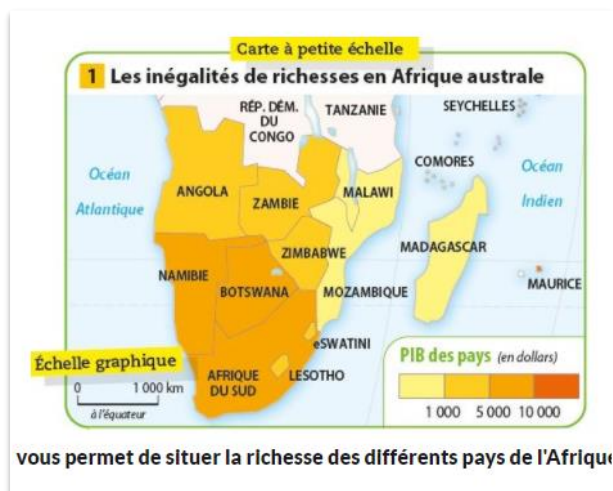 Carte à petite échelle
1 Les inégalités de richesses en Afrique australe
RÉP. DÉM.
DU
CONGO
TANZANIE
SEYCHELLES
COMORES
Océan
Atlantique
Océan
Indien
ANGOLA
ZAMBIE
MALAWI
ZIMBABWE
MADAGASCAR
NAMIBIE
BOTSWANA
MOZAMBIQUE
MAURICE
eSWATINI
Échelle graphique
LESOTHO
AFRIQUE
DU SUD
0 1 000 km
à l'équateur
PIB des pays (en dollars)
1 000 5 000 10 000
vous permet de situer la richesse des différents pays de l'Afrique